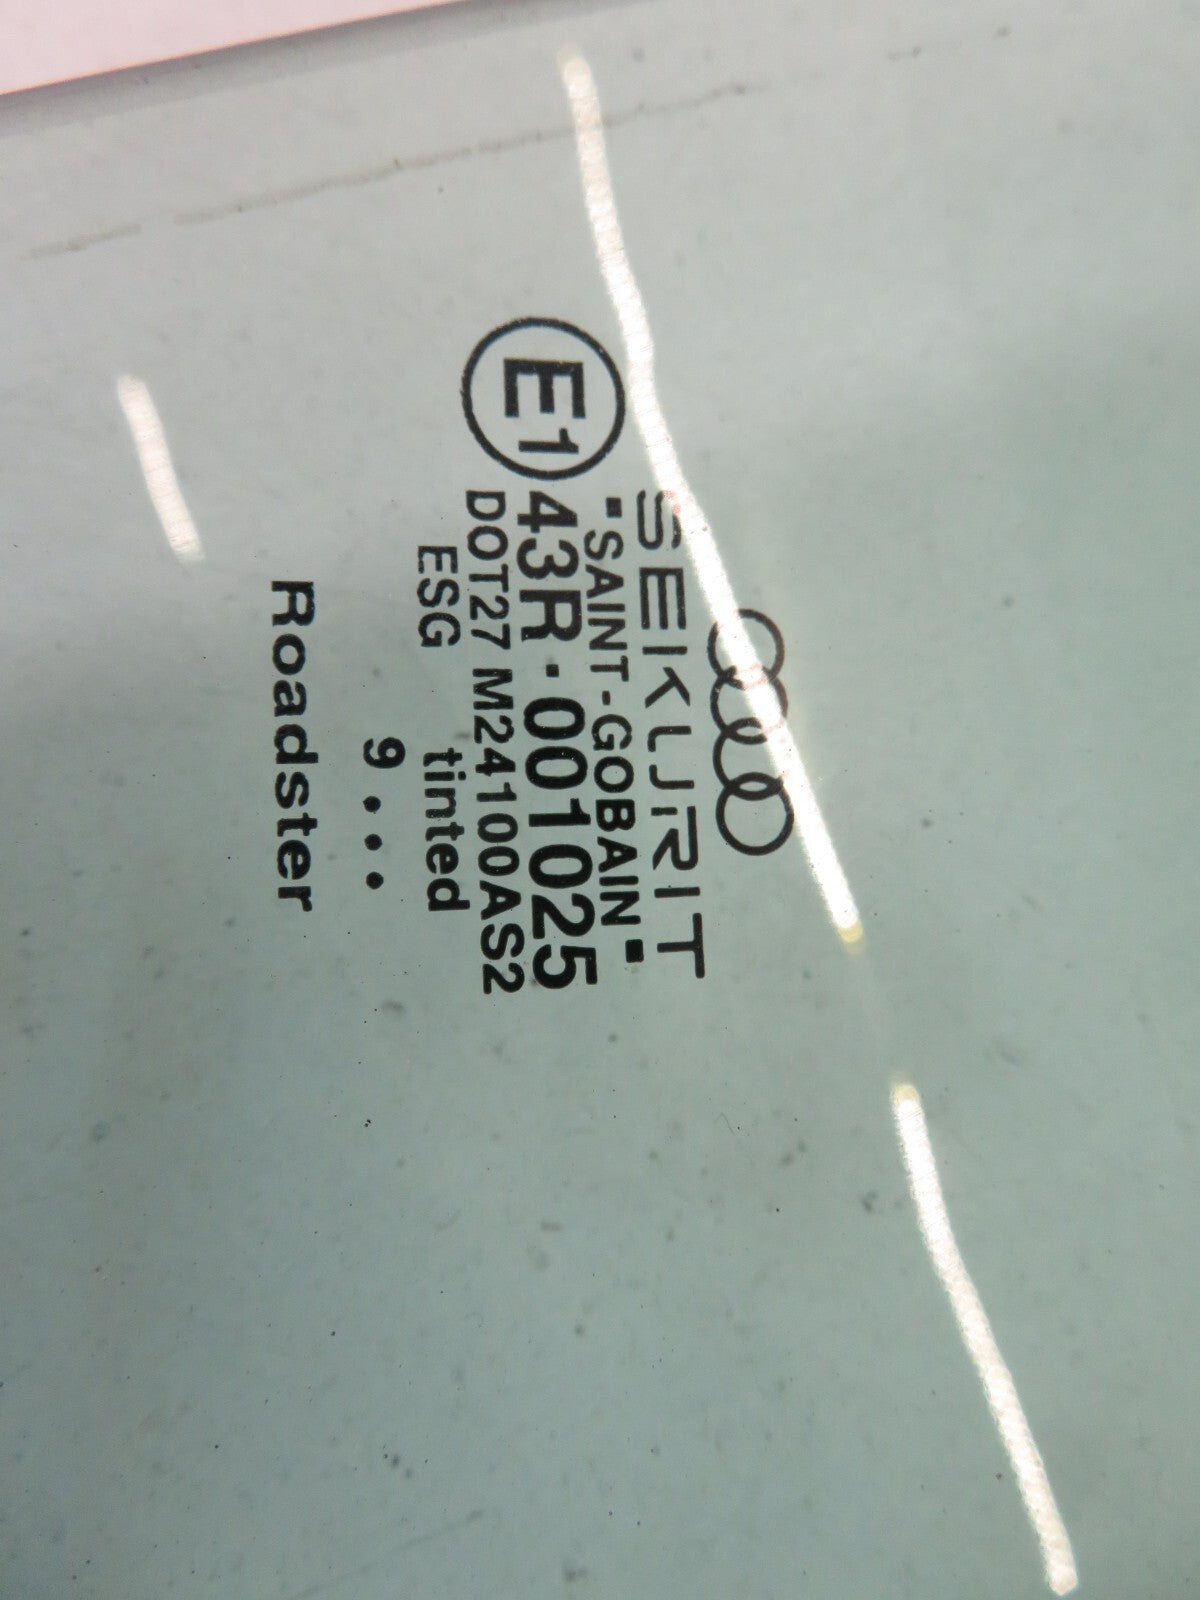 SEKURIT
"SAINT-GOBAIN"
E1 43R-001025
DOT27 M24100AS2
ESG tinted
9...
Roadster